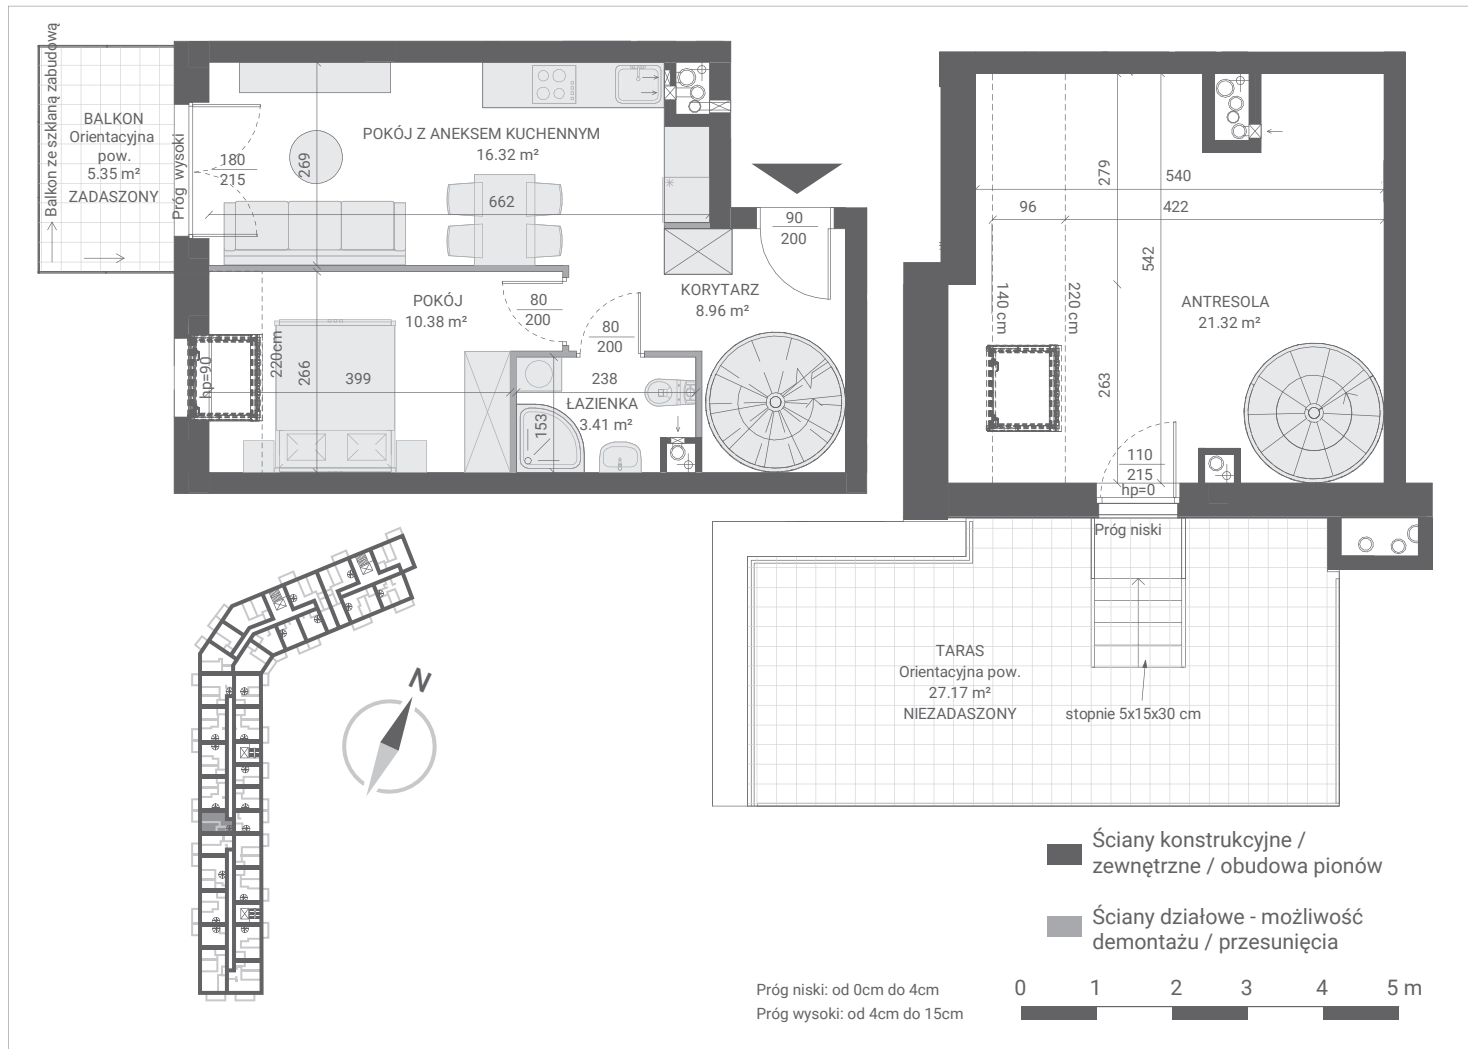 Balkon ze szklaną zabudową
BALKON
Orientacyjna
pow.
5.35 m²
ZADASZONY
Próg wysoki
180
215
269
POKÓJ Z ANEKSEM KUCHENNYM
16.32 m²
662
90
200
POKÓJ
10.38 m²
80
200
KORYTARZ
8.96 m²
80
200
hp=90
220cm
266
399
238
ŁAZIENKA
3.41 m²
153
279
540
96
422
542
140 cm
220 cm
ANTRESOLA
21.32 m²
263
110
215
hp=0
Próg niski
TARAS
Orientacyjna pow.
27.17 m²
NIEZADASZONY
stopnie 5x15x30 cm
N
Ściany konstrukcyjne /
zewnętrzne / obudowa pionów
Ściany działowe - możliwość
demontażu / przesunięcia
Próg niski: od 0cm do 4cm
Próg wysoki: od 4cm do 15cm
0 1 2 3 4 5 m